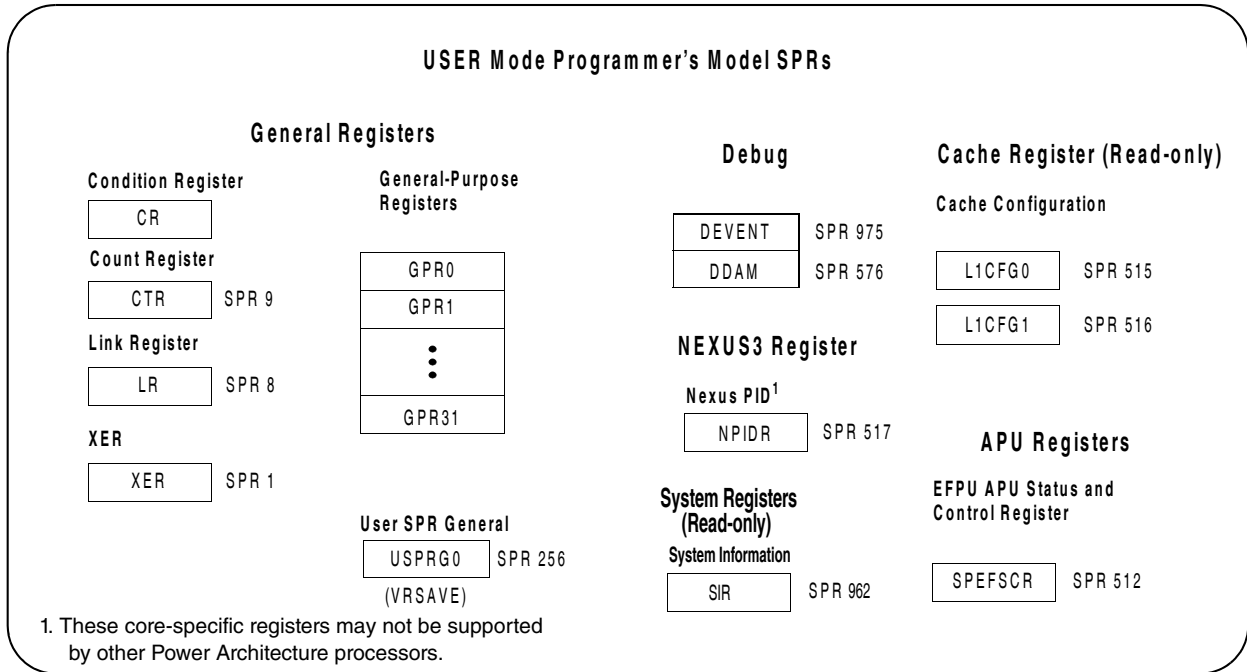 USER Mode Programmer's Model SPRs
General Registers
Condition Register
CR
Count Register
CTR SPR 9
Link Register
LR SPR 8
XER
XER SPR 1
General-Purpose
Registers
GPR0
GPR1
GPR31
User SPR General
USPRG0 SPR 256
(VRSAVE)
Debug
DEVENT SPR 975
DDAM SPR 576
NEXUS3 Register
Nexus PID1
NPIDR SPR 517
System Registers
(Read-only)
System Information
SIR SPR 962
Cache Register (Read-only)
Cache Configuration
L1CFG0 SPR 515
L1CFG1 SPR 516
APU Registers
EFPU APU Status and
Control Register
SPEFSCR SPR 512
1. These core-specific registers may not be supported
by other Power Architecture processors.